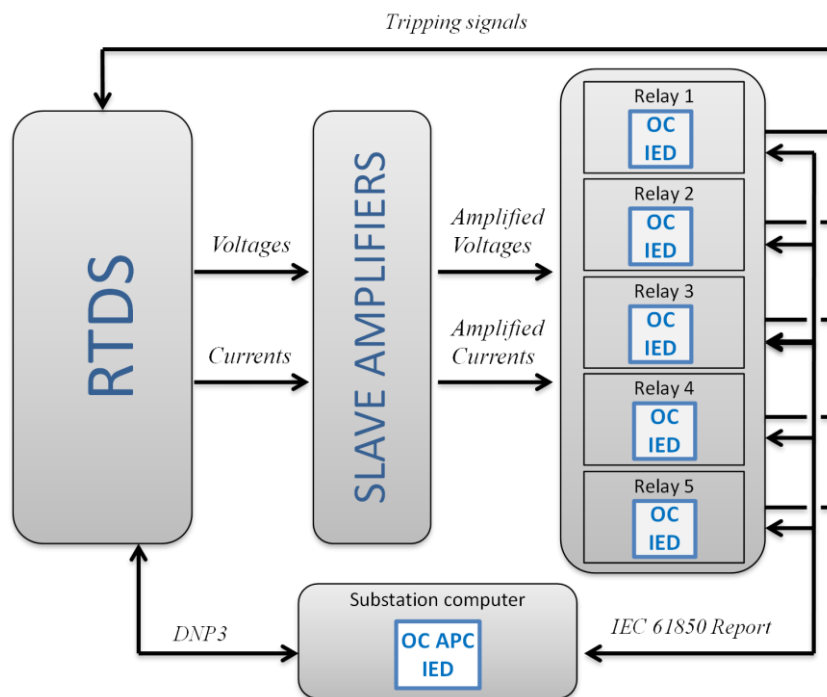 Tripping signals
RTDS
Voltages
Currents
SLAVE AMPLIFIERS
Amplified
Voltages
Amplified
Currents
Relay 1
OC
IED
Relay 2
OC
IED
Relay 3
OC
IED
Relay 4
OC
IED
Relay 5
OC
IED
DNP3
Substation computer
OC APC
IED
IEC 61850 Report